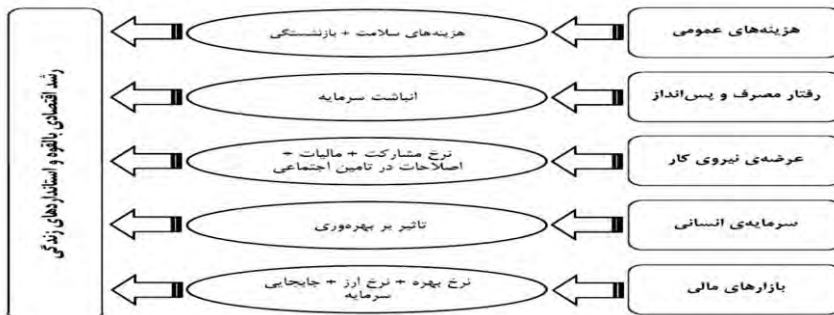 هزینه‌های عمومی
هزینه‌های سلامت + بازنشستگی
رفتار مصرف و پس‌انداز
انباشت سرمایه
عرضه‌ی نیروی کار
نرخ مشارکت + مالیات +
اصلاحات در تامین اجتماعی
سرمایه‌ی انسانی
تاثیر بر بهره‌وری
بازارهای مالی
نرخ بهره + نرخ ارز + جابجایی
سرمایه
رشد اقتصادی بالقوه و استانداردهای زندگی